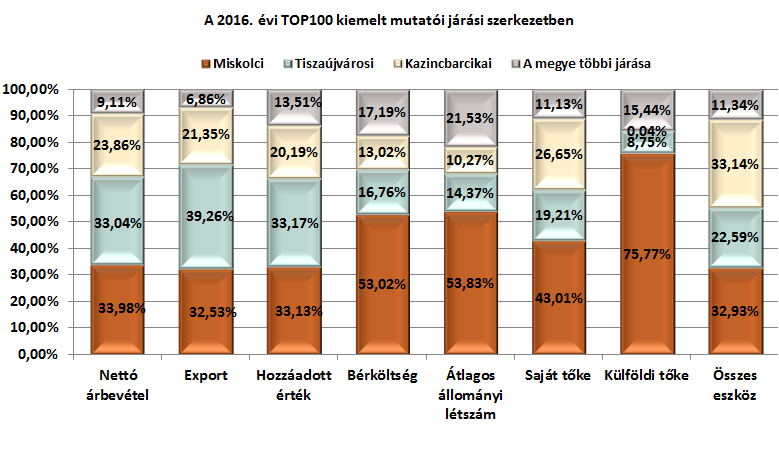 A 2016. évi TOP100 kiemelt mutatói járási szerkezetben
Miskolci Tiszaújvárosi Kazincbarcikai A megye többi járása
100,00%
90,00%
80,00%
70,00%
60,00%
50,00%
40,00%
30,00%
20,00%
10,00%
0,00%
9,11% 6,86% 13,51% 17,19% 21,53% 11,13% 15,44% 11,34%
23,86% 21,35% 20,19% 13,02% 10,27% 26,65% 0,04% 33,14%
33,04% 39,26% 33,17% 16,76% 14,37% 19,21% 8,75% 22,59%
33,98% 32,53% 33,13% 53,02% 53,83% 43,01% 75,77% 32,93%
Nettó árbevétel
Export
Hozzáadott érték
Bérköltség
Átlagos állományi létszám
Saját tőke
Külföldi tőke
Összes eszköz